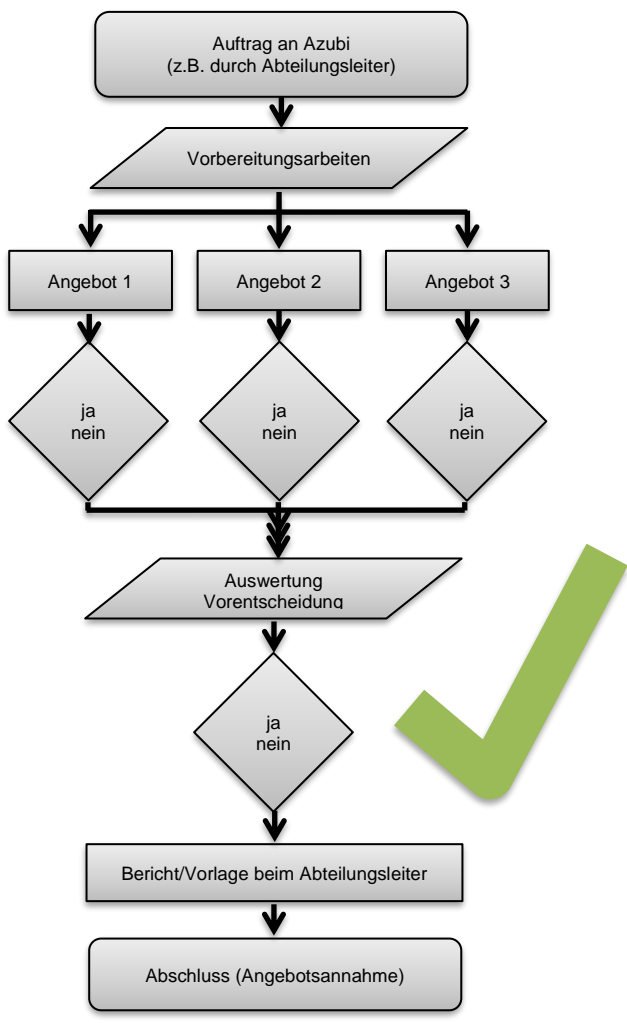 Auftrag an Azubi
(z.B. durch Abteilungsleiter)
Vorbereitungsarbeiten
Angebot 1
Angebot 2
Angebot 3
ja
nein
ja
nein
ja
nein
Auswertung
Vorentscheidung
ja
nein
Bericht/Vorlage beim Abteilungsleiter
Abschluss (Angebotsannahme)